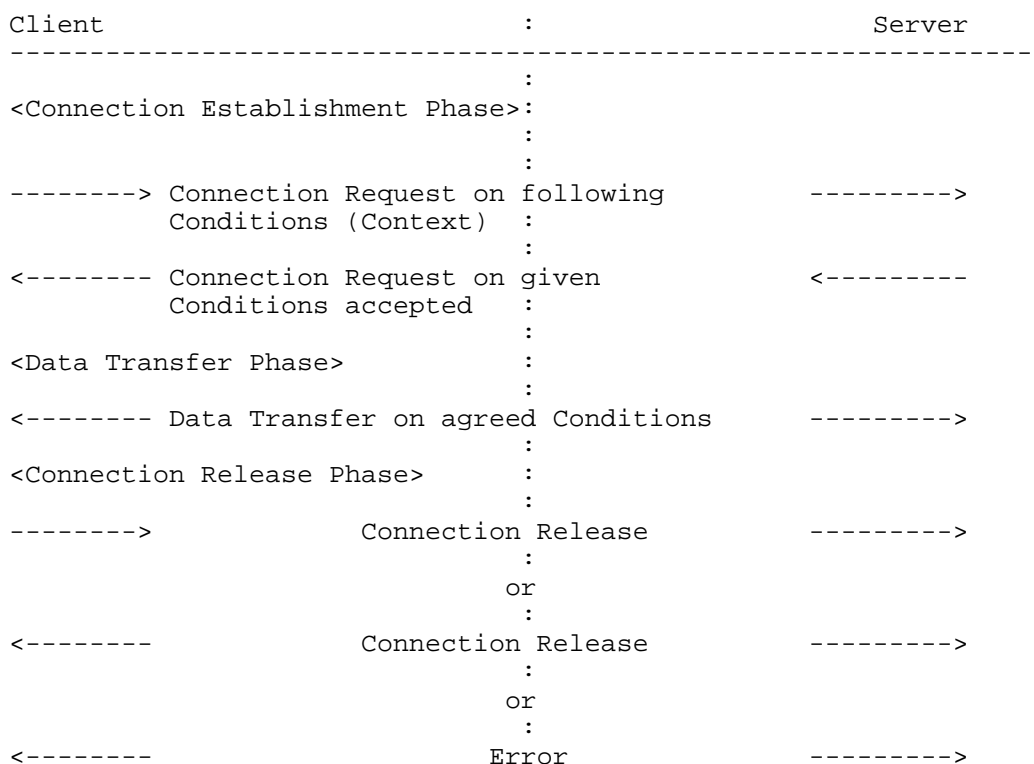 Client                          :                     Server
----------------------------------------------------------------
                                :
<Connection Establishment Phase>:
                                :
                                :
--------> Connection Request on following         --------->
          Conditions (Context)  :
                                :
<-------- Connection Request on given             <---------
          Conditions accepted   :
                                :
<Data Transfer Phase>           :
                                :
<-------- Data Transfer on agreed Conditions      --------->
                                :
<Connection Release Phase>      :
                                :
-------->             Connection Release          --------->
                                :
                               or
                                :
<--------             Connection Release          --------->
                                :
                               or
                                :
<--------                     Error               --------->